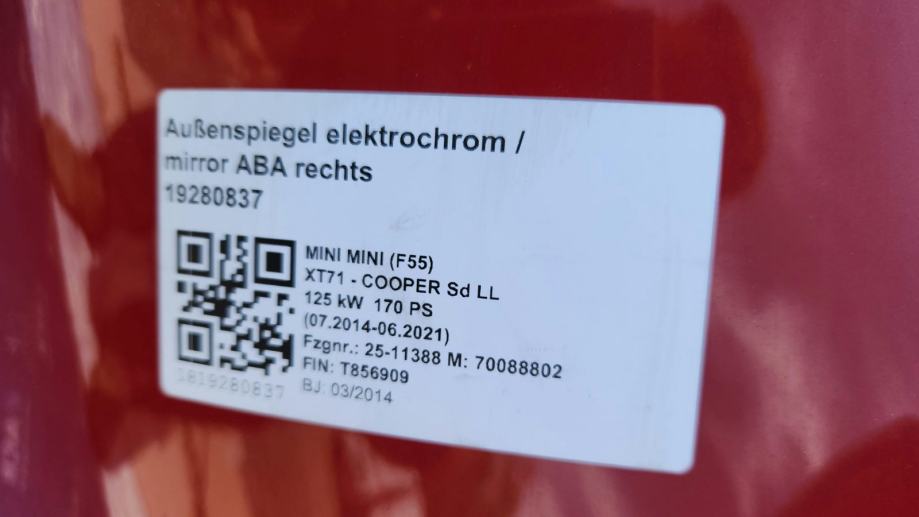 Außenspiegel elektrochrom /
mirror ABA rechts
19280837
MINI MINI (F55)
XT71 - COOPER Sd LL
125 kW 170 PS
(07.2014-06.2021)
Fzgnr.: 25-11388 M: 70088802
FIN: T856909
BJ: 03/2014
1819280837